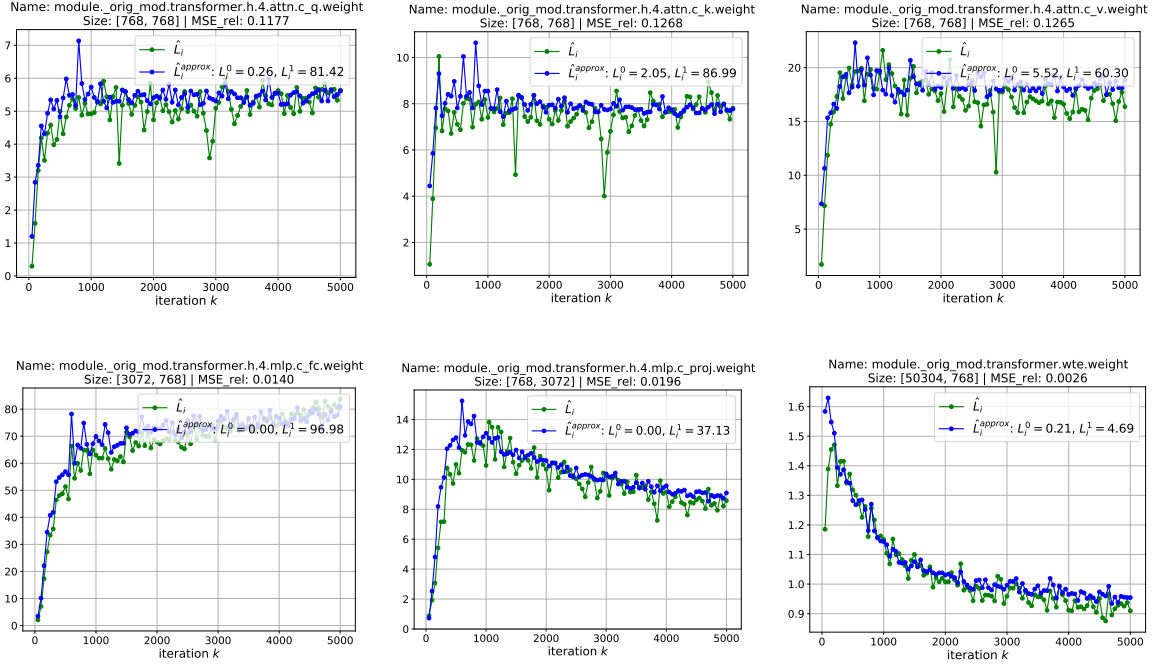 Name: module._orig_mod.transformer.h.4.attn.c_q.weight
Size: [768, 768] | MSE_rel: 0.1177
7
6
5
4
3
2
1
0
L̂_i
L̂_i^{approx}: L_i^0 = 0.26, L_i^1 = 81.42
0 1000 2000 3000 4000 5000
iteration k
Name: module._orig_mod.transformer.h.4.attn.c_k.weight
Size: [768, 768] | MSE_rel: 0.1268
10
8
6
4
2
L̂_i
L̂_i^{approx}: L_i^0 = 2.05, L_i^1 = 86.99
0 1000 2000 3000 4000 5000
iteration k
Name: module._orig_mod.transformer.h.4.attn.c_v.weight
Size: [768, 768] | MSE_rel: 0.1265
20
15
10
5
L̂_i
L̂_i^{approx}: L_i^0 = 5.52, L_i^1 = 60.30
0 1000 2000 3000 4000 5000
iteration k
Name: module._orig_mod.transformer.h.4.mlp.c_fc.weight
Size: [3072, 768] | MSE_rel: 0.0140
80
70
60
50
40
30
20
10
0
L̂_i
L̂_i^{approx}: L_i^0 = 0.00, L_i^1 = 96.98
0 1000 2000 3000 4000 5000
iteration k
Name: module._orig_mod.transformer.h.4.mlp.c_proj.weight
Size: [768, 3072] | MSE_rel: 0.0196
14
12
10
8
6
4
2
0
L̂_i
L̂_i^{approx}: L_i^0 = 0.00, L_i^1 = 37.13
0 1000 2000 3000 4000 5000
iteration k
Name: module._orig_mod.transformer.wte.weight
Size: [50304, 768] | MSE_rel: 0.0026
1.6
1.5
1.4
1.3
1.2
1.1
1.0
0.9
L̂_i
L̂_i^{approx}: L_i^0 = 0.21, L_i^1 = 4.69
0 1000 2000 3000 4000 5000
iteration k